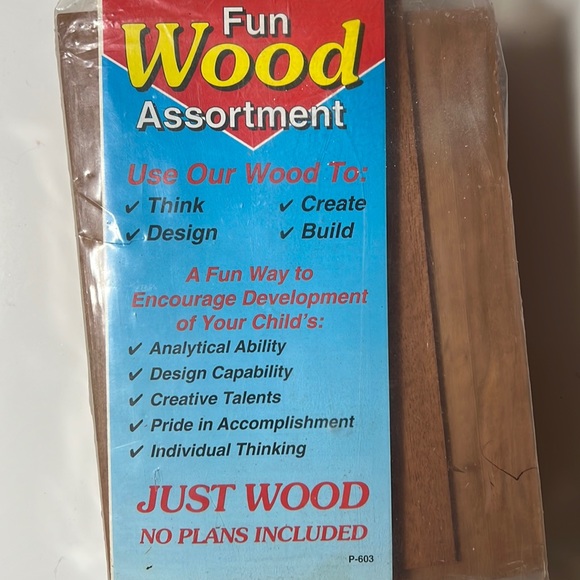 Fun
Wood
Assortment
Use Our Wood To:
✔ Think ✔ Create
✔ Design ✔ Build
A Fun Way to
Encourage Development
of Your Child's:
✔ Analytical Ability
✔ Design Capability
✔ Creative Talents
✔ Pride in Accomplishment
✔ Individual Thinking
JUST WOOD
NO PLANS INCLUDED
P-603